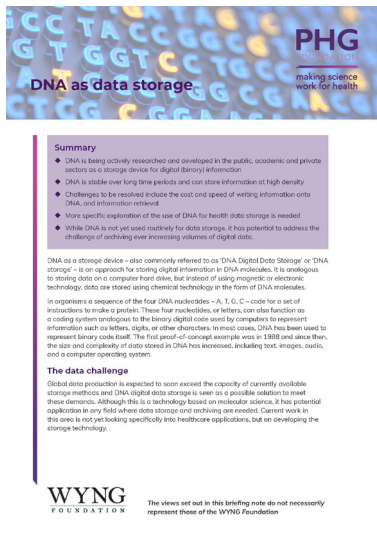 PHG
FOUNDATION
making science
work for health
DNA as data storage
Summary
◆ DNA is being actively researched and developed in the public, academic and private
sectors as a storage device for digital (binary) information
◆ DNA is stable over long time periods and can store information at high density
◆ Challenges to be resolved include the cost and speed of writing information onto
DNA, and information retrieval
◆ More specific exploration of the use of DNA for health data storage is needed
◆ While DNA is not yet used routinely for data storage, it has potential to address the
challenge of archiving ever increasing volumes of digital data.
DNA as a storage device – also commonly referred to as ‘DNA Digital Data Storage’ or ‘DNA
storage’ – is an approach for storing digital information in DNA molecules. It is analogous
to storing data on a computer hard drive, but instead of using magnetic or electronic
technology, data are stored using chemical technology in the form of DNA molecules.
In organisms a sequence of the four DNA nucleotides – A, T, G, C – code for a set of
instructions to make a protein. These four nucleotides, or letters, can also function as
a coding system analogous to the binary digital code used by computers to represent
information such as letters, digits, or other characters. In most cases, DNA has been used to
represent binary code itself. The first proof-of-concept example was in 1988 and since then,
the size and complexity of data stored in DNA has increased, including text, images, audio,
and a computer operating system.
The data challenge
Global data production is expected to soon exceed the capacity of currently available
storage methods and DNA digital data storage is seen as a possible solution to meet
these demands. Although this is a technology based on molecular science, it has potential
application in any field where data storage and archiving are needed. Current work in
this area is not yet looking specifically into healthcare applications, but on developing the
storage technology.
WYNG
FOUNDATION
The views set out in this briefing note do not necessarily
represent those of the WYNG Foundation